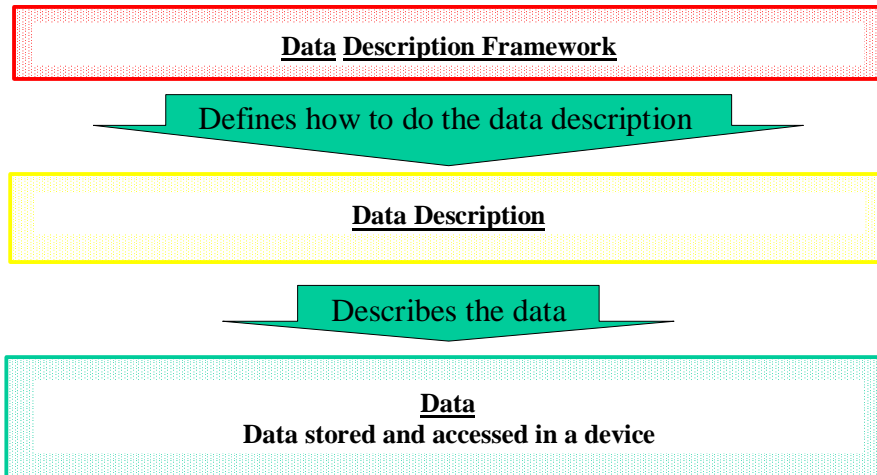 Data Description Framework
Defines how to do the data description
Data Description
Describes the data
Data
Data stored and accessed in a device